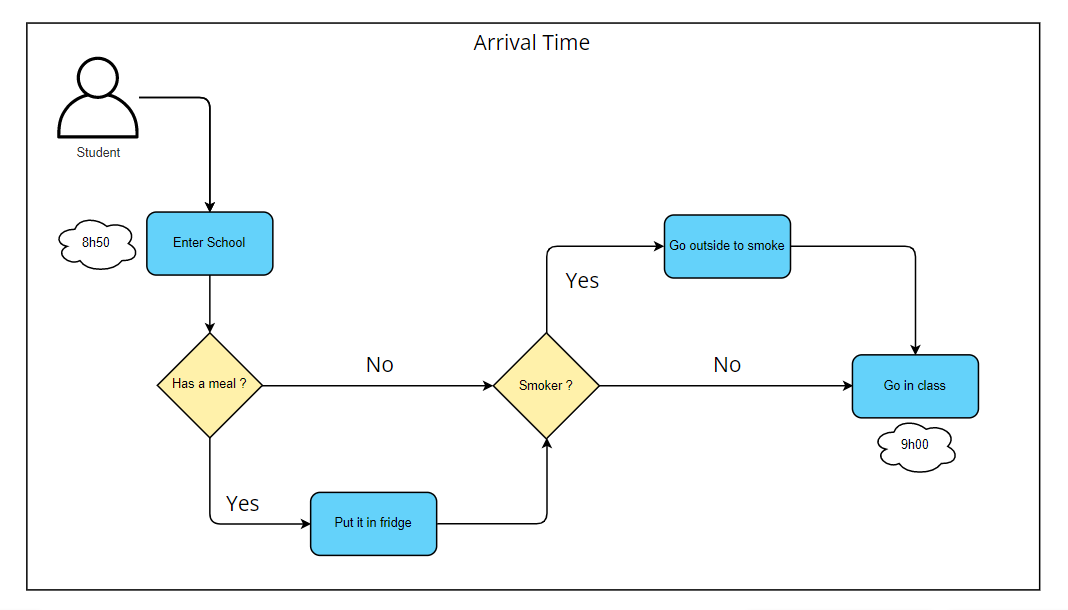 Arrival Time
Student
8h50
Enter School
Go outside to smoke
Yes
Has a meal ?
No
Smoker ?
No
Go in class
9h00
Yes
Put it in fridge